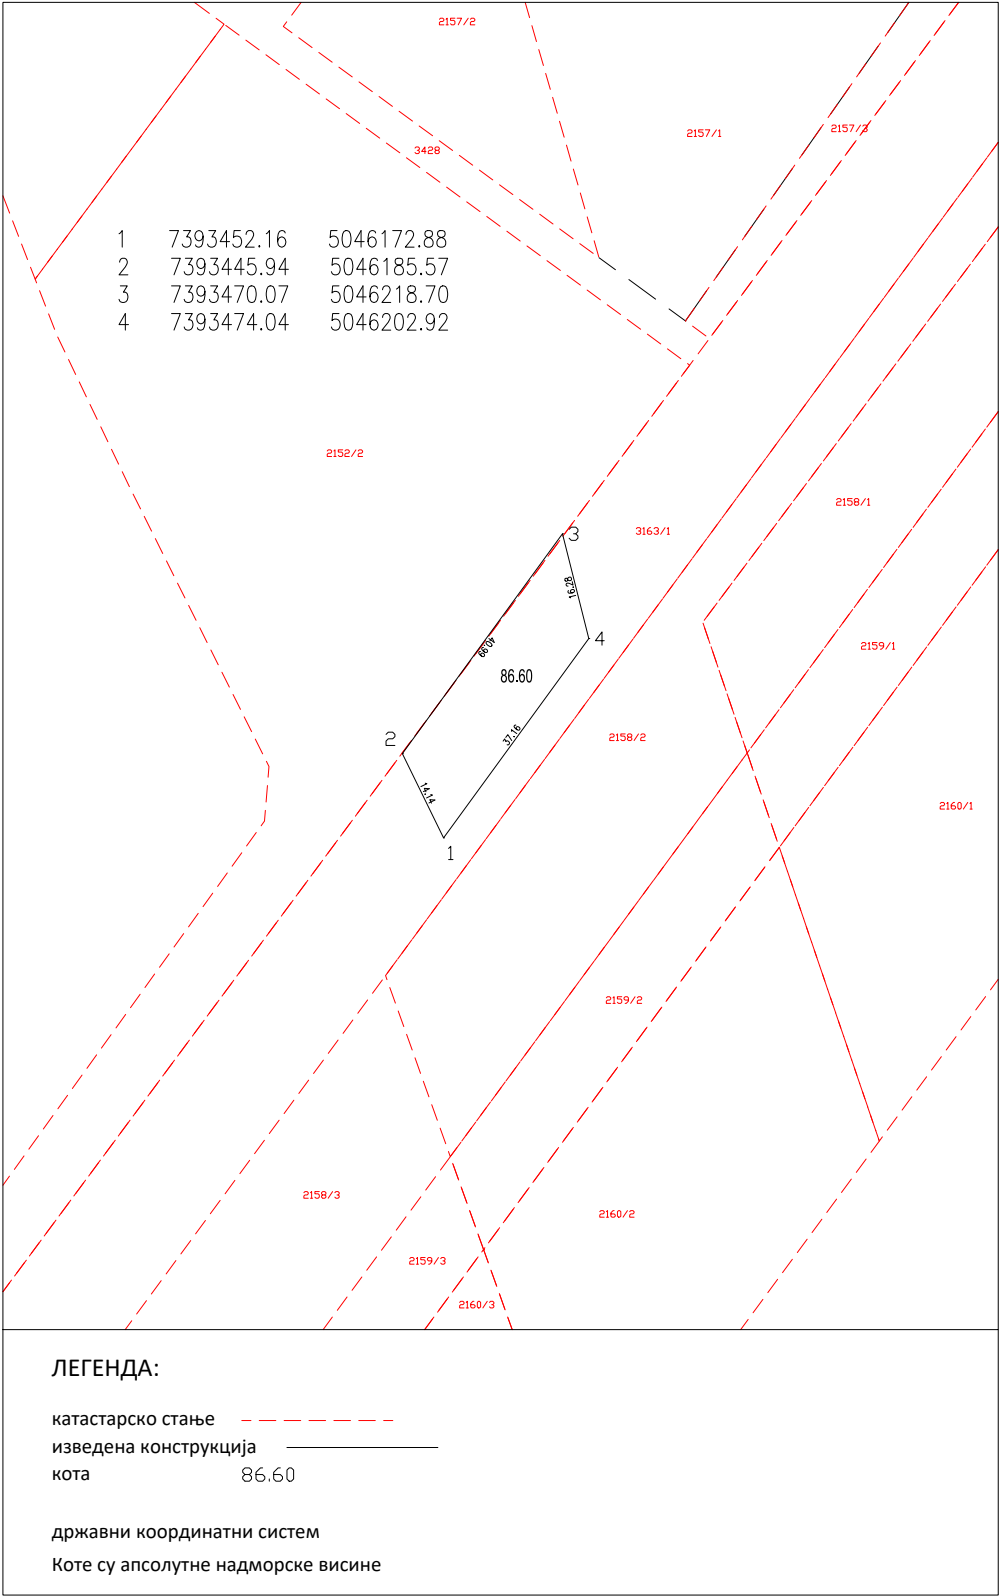 2157/2
2157/1
2157/3
3428
1 7393452.16 5046172.88
2 7393445.94 5046185.57
3 7393470.07 5046218.70
4 7393474.04 5046202.92
2152/2
2158/1
3163/1
3
16.28
4
40.99
2159/1
86.60
2
37.16
2158/2
14.14
2160/1
1
2159/2
2158/3
2160/2
2159/3
2160/3
ЛЕГЕНДА:
катастарско стање
изведена конструкција
кота 86.60
државни координатни систем
Коте су апсолутне надморске висине